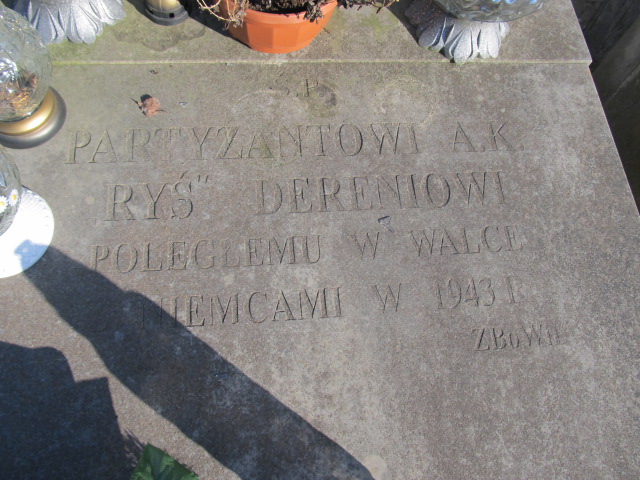 PARTYZANTOWI A.K.
RYŚ" DERENIOWI
POLEGŁEMU W WALCE
Z NIEMCAMI W 1943 R
ZBoWiD